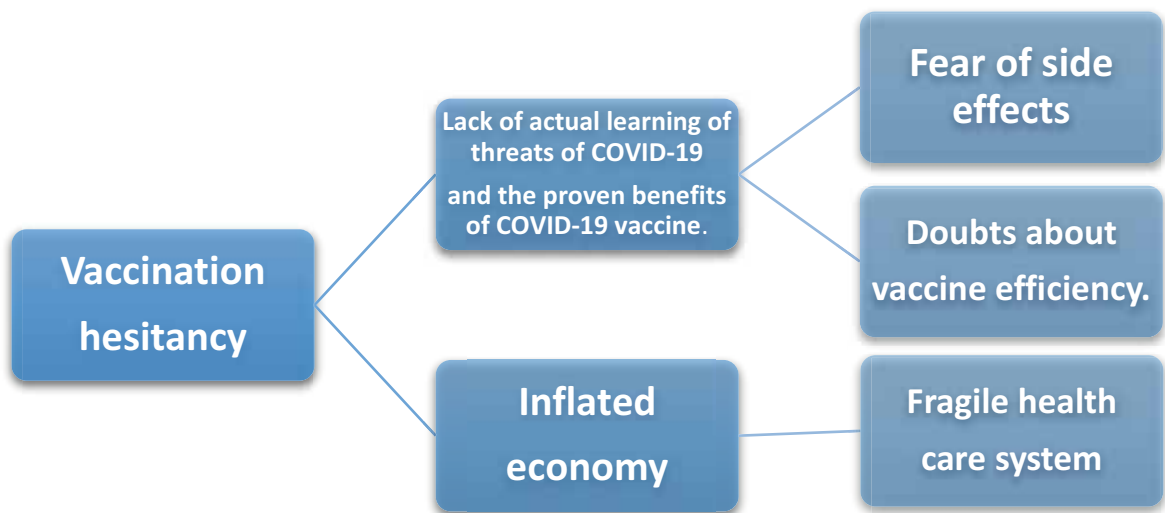 Vaccination
hesitancy
Lack of actual learning of
threats of COVID-19
and the proven benefits
of COVID-19 vaccine.
Fear of side
effects
Doubts about
vaccine efficiency.
Inflated
economy
Fragile health
care system